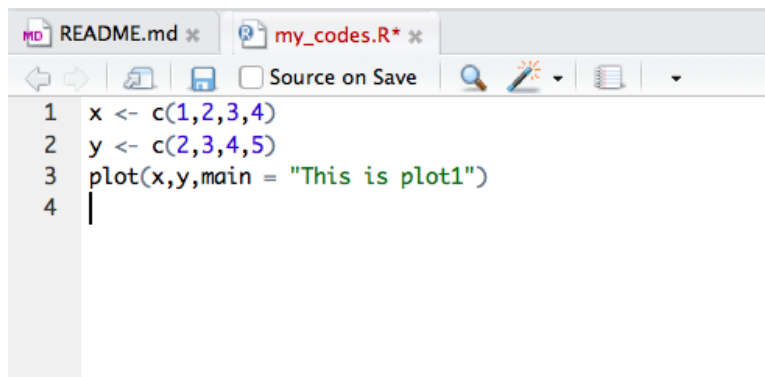 MD README.md × R my_codes.R* ×
Source on Save
1 x <- c(1,2,3,4)
2 y <- c(2,3,4,5)
3 plot(x,y,main = "This is plot1")
4